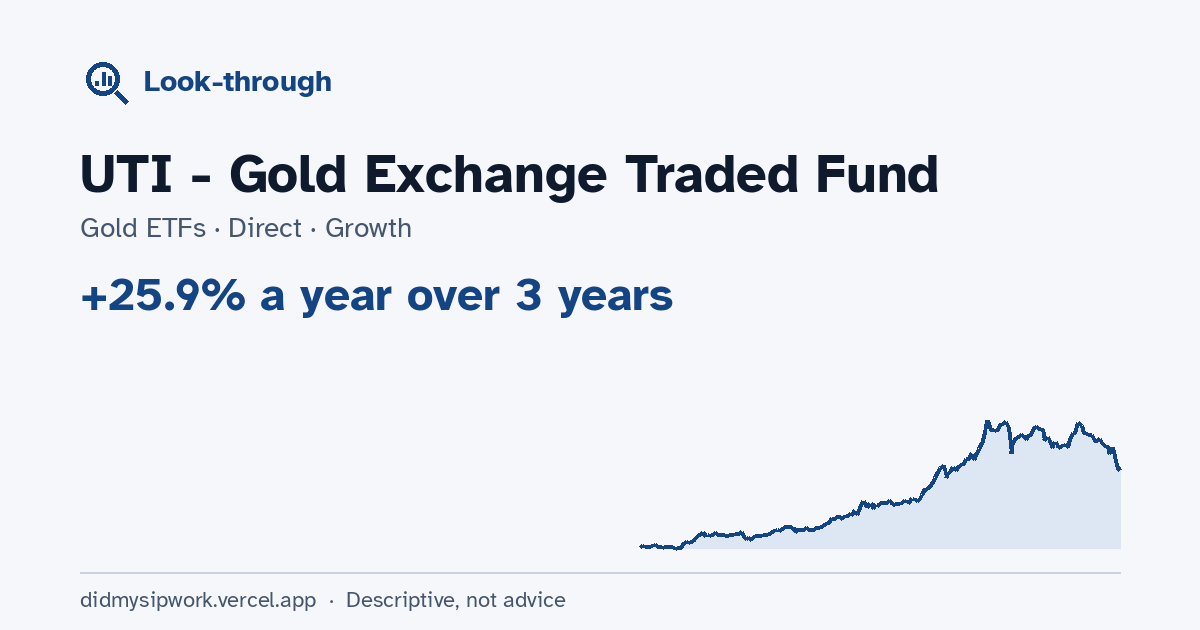 Look-through
UTI - Gold Exchange Traded Fund
Gold ETFs · Direct · Growth
+25.9% a year over 3 years
didmysipwork.vercel.app · Descriptive, not advice